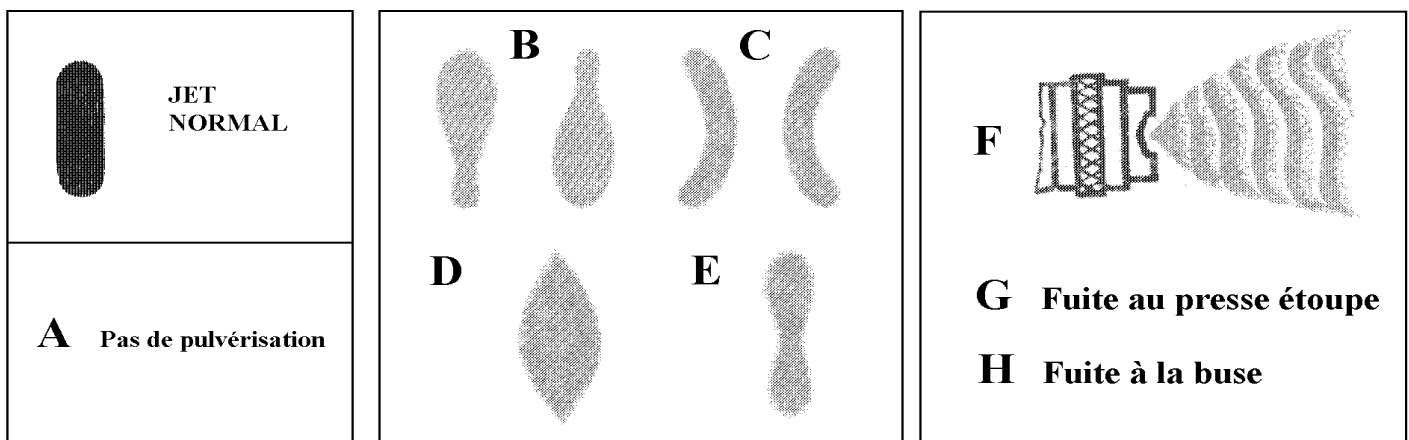 JET
NORMAL
A Pas de pulvérisation
B
C
D
E
F
G Fuite au presse étoupe
H Fuite à la buse